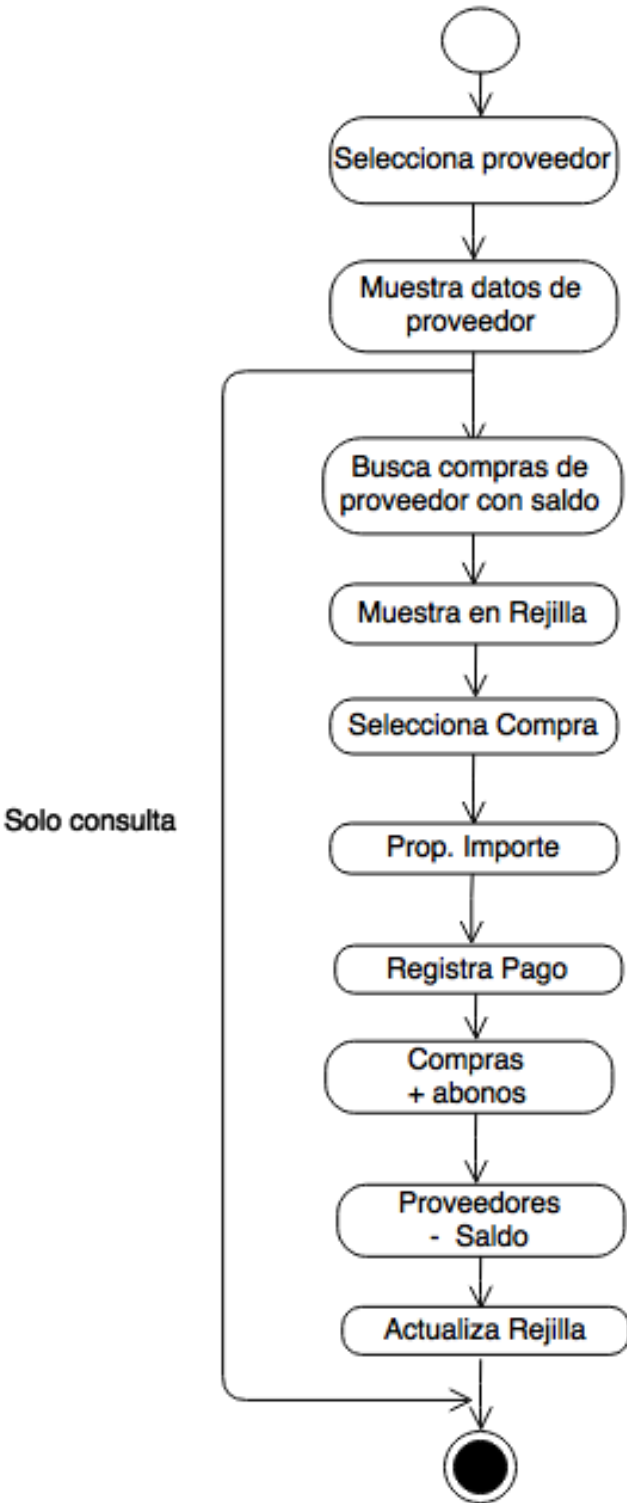 Selecciona proveedor
Muestra datos de
proveedor
Busca compras de
proveedor con saldo
Muestra en Rejilla
Selecciona Compra
Solo consulta
Prop. Importe
Registra Pago
Compras
+ abonos
Proveedores
- Saldo
Actualiza Rejilla